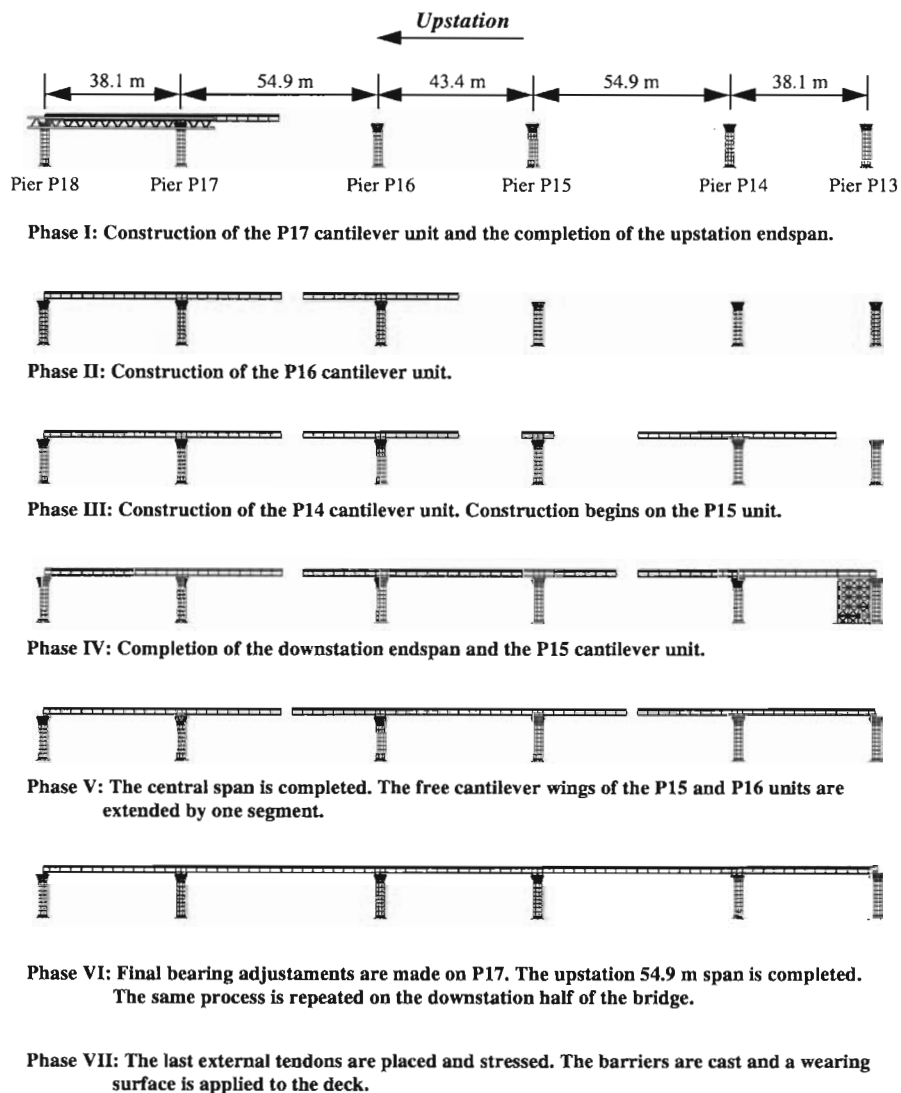 Upstation
38.1 m 54.9 m 43.4 m 54.9 m 38.1 m
Pier P18 Pier P17 Pier P16 Pier P15 Pier P14 Pier P13
Phase I: Construction of the P17 cantilever unit and the completion of the upstation endspan.
Phase II: Construction of the P16 cantilever unit.
Phase III: Construction of the P14 cantilever unit. Construction begins on the P15 unit.
Phase IV: Completion of the downstation endspan and the P15 cantilever unit.
Phase V: The central span is completed. The free cantilever wings of the P15 and P16 units are
extended by one segment.
Phase VI: Final bearing adjustaments are made on P17. The upstation 54.9 m span is completed.
The same process is repeated on the downstation half of the bridge.
Phase VII: The last external tendons are placed and stressed. The barriers are cast and a wearing
surface is applied to the deck.